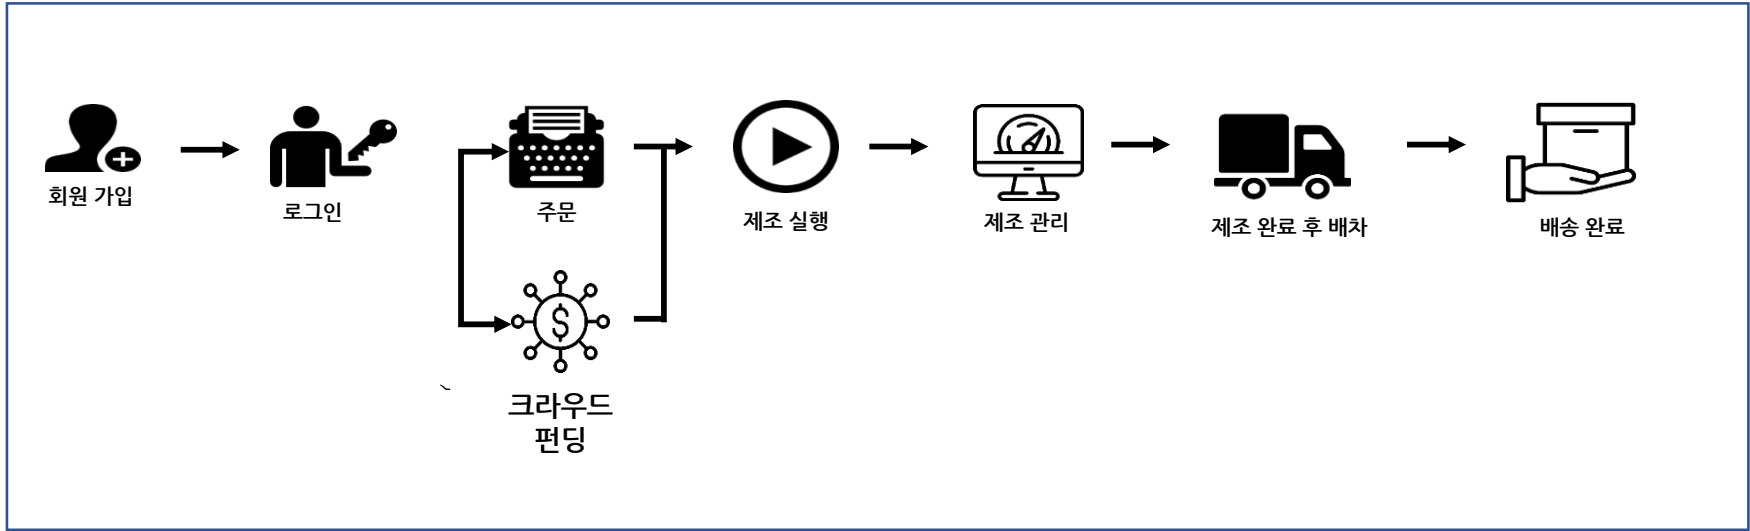 회원 가입
로그인
주문
제조 실행
제조 관리
제조 완료 후 배차
배송 완료
크라우드
펀딩